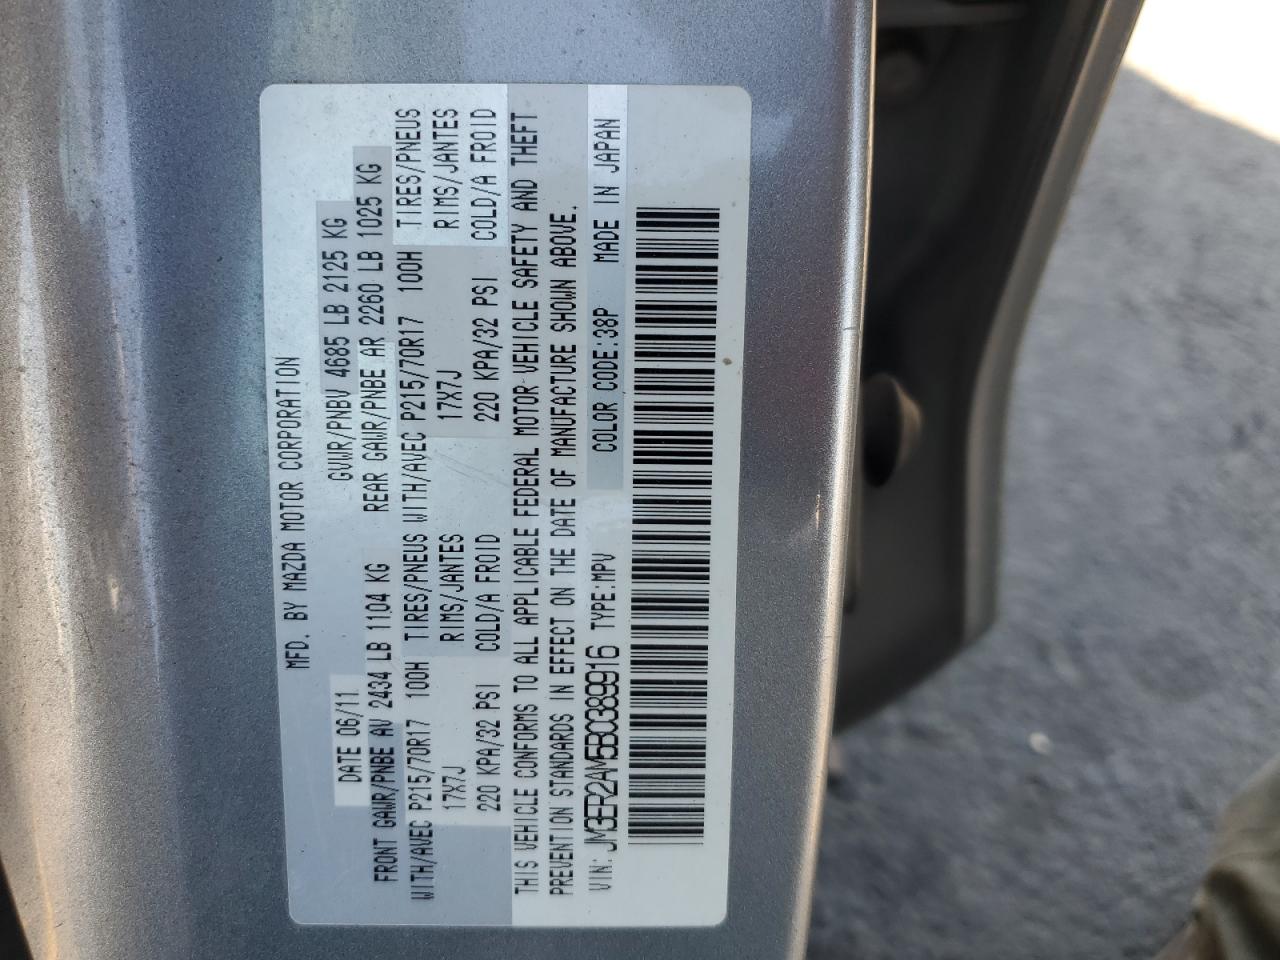 MFD. BY MAZDA MOTOR CORPORATION
DATE 06/11 GVWR/PNBV 4685 LB 2125 KG
FRONT GAWR/PNBE AV 2434 LB 1104 KG REAR GAWR/PNBE AR 2260 LB 1025 KG
WITH/AVEC P215/70R17 100H TIRES/PNEUS WITH/AVEC P215/70R17 100H TIRES/PNEUS
17X7J RIMS/JANTES 17X7J RIMS/JANTES
220 KPA/32 PSI COLD/A FROID 220 KPA/32 PSI COLD/A FROID
THIS VEHICLE CONFORMS TO ALL APPLICABLE FEDERAL MOTOR VEHICLE SAFETY AND THEFT
PREVENTION STANDARDS IN EFFECT ON THE DATE OF MANUFACTURE SHOWN ABOVE.
VIN: JM3ER2AM5B0389916 TYPE:MPV COLOR CODE:38P MADE IN JAPAN